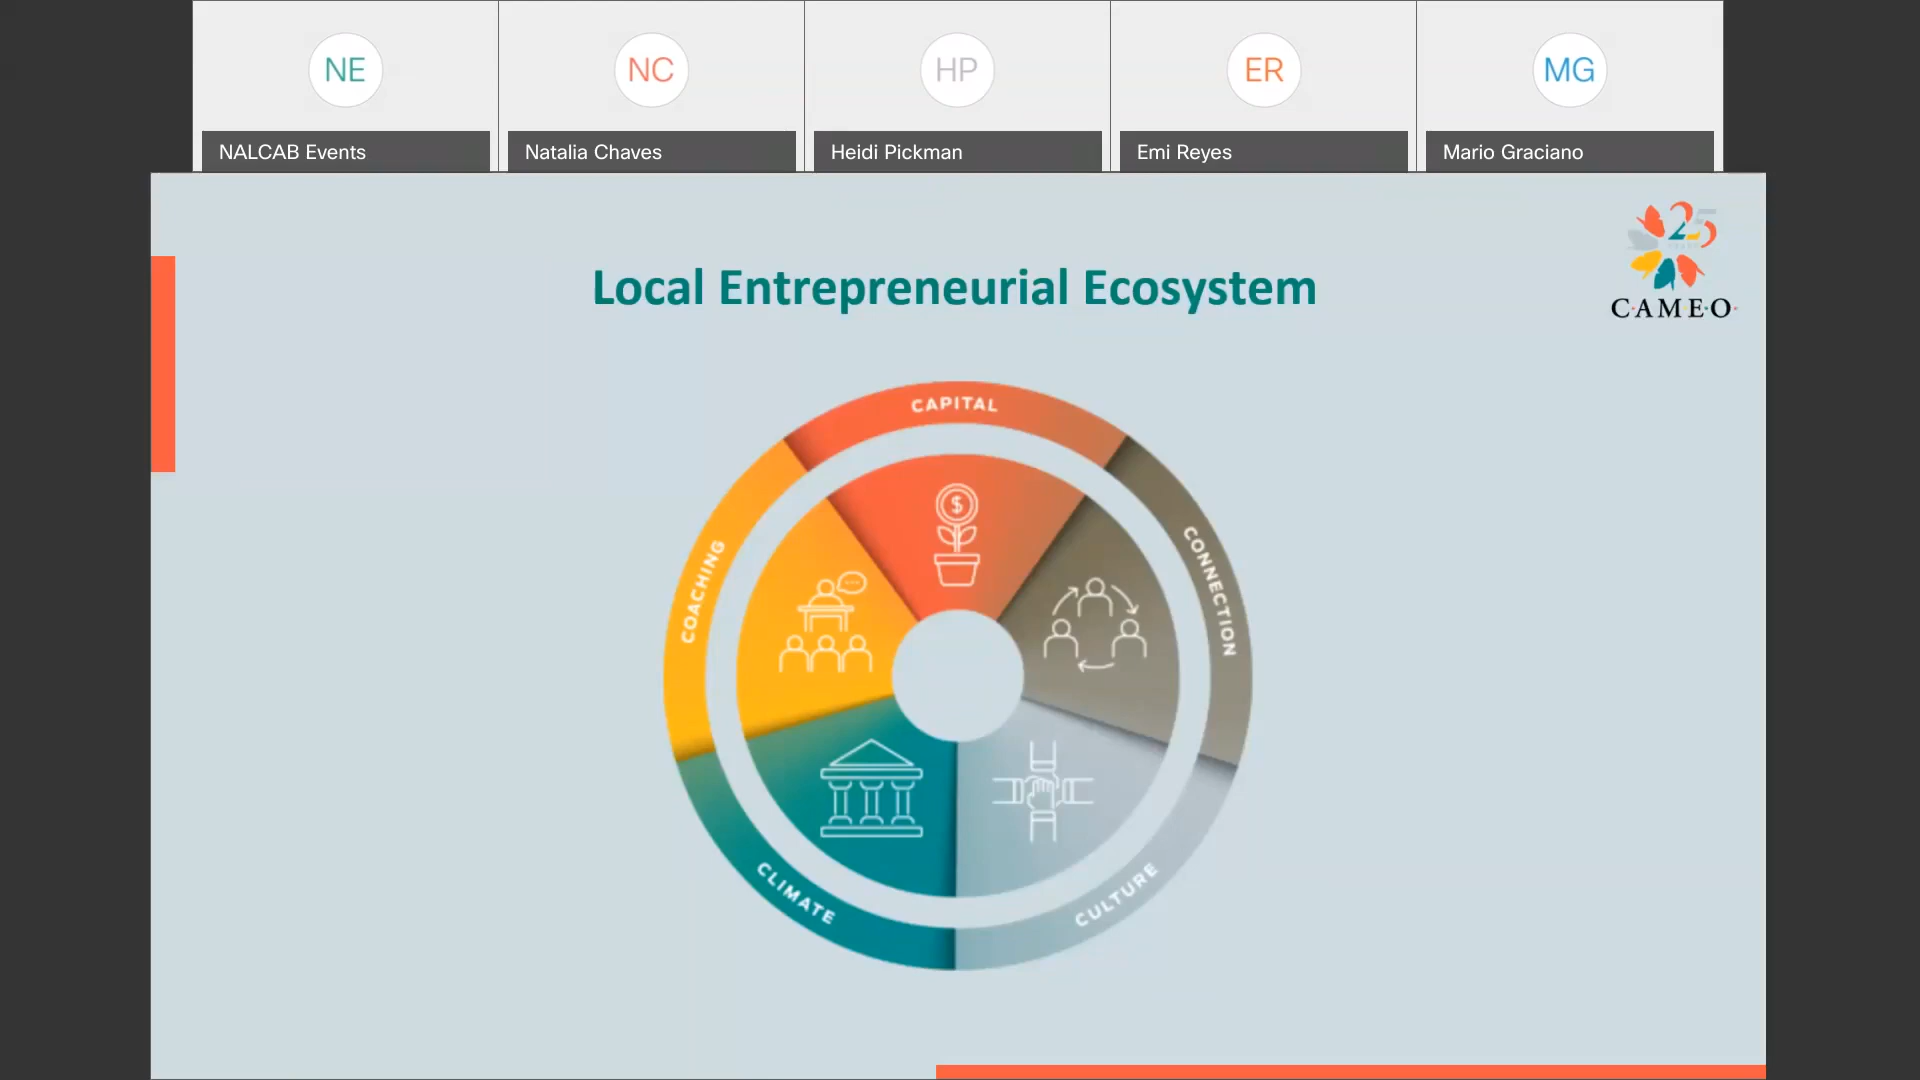 NE
NC
HP
ER
MG
NALCAB Events
Natalia Chaves
Heidi Pickman
Emi Reyes
Mario Graciano
25
C·A·M·E·O·
Local Entrepreneurial Ecosystem
CAPITAL
$
CONNECTION
COACHING
CLIMATE
CULTURE